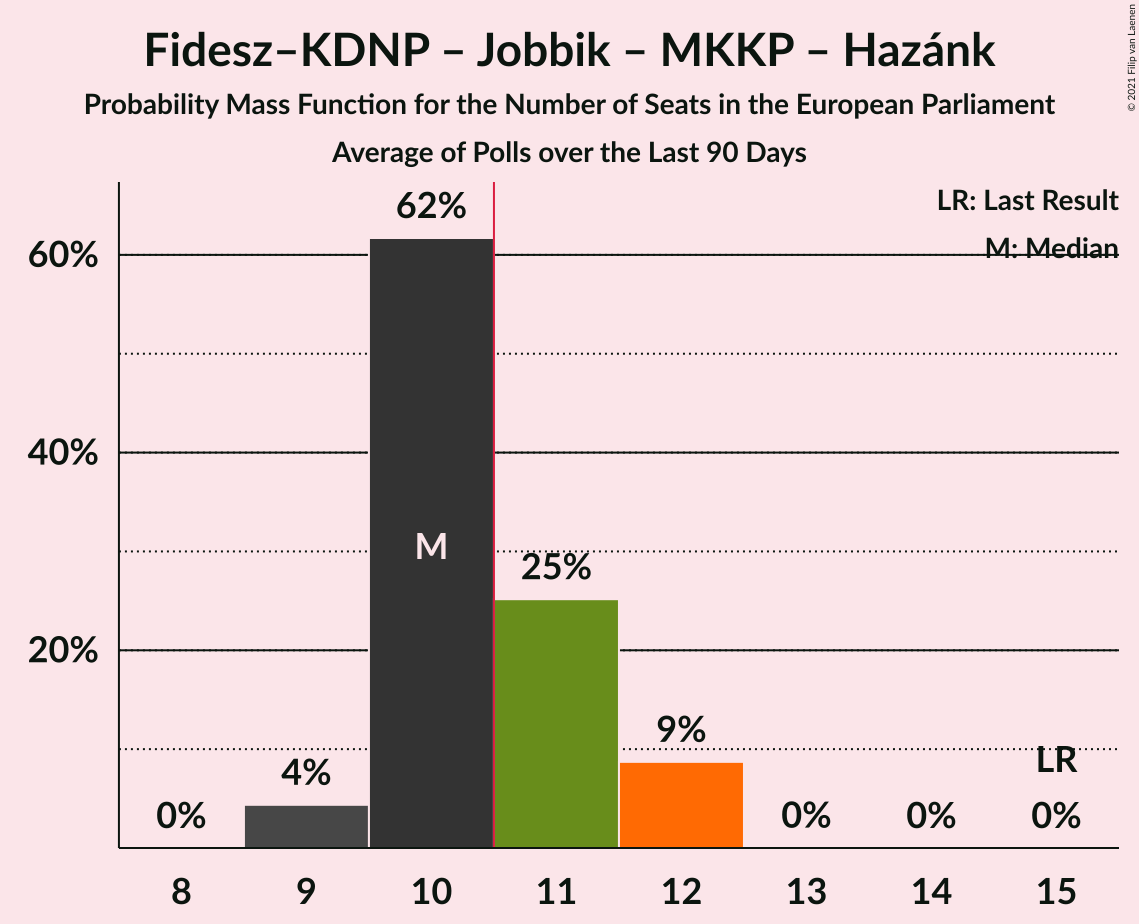 Fidesz–KDNP – Jobbik – MKKP – Hazánk
Probability Mass Function for the Number of Seats in the European Parliament
Average of Polls over the Last 90 Days
© 2021 Filip van Laenen
LR: Last Result
M: Median
60%
40%
20%
0%
4%
62%
M
25%
9%
0%
0%
LR
0%
8 9 10 11 12 13 14 15